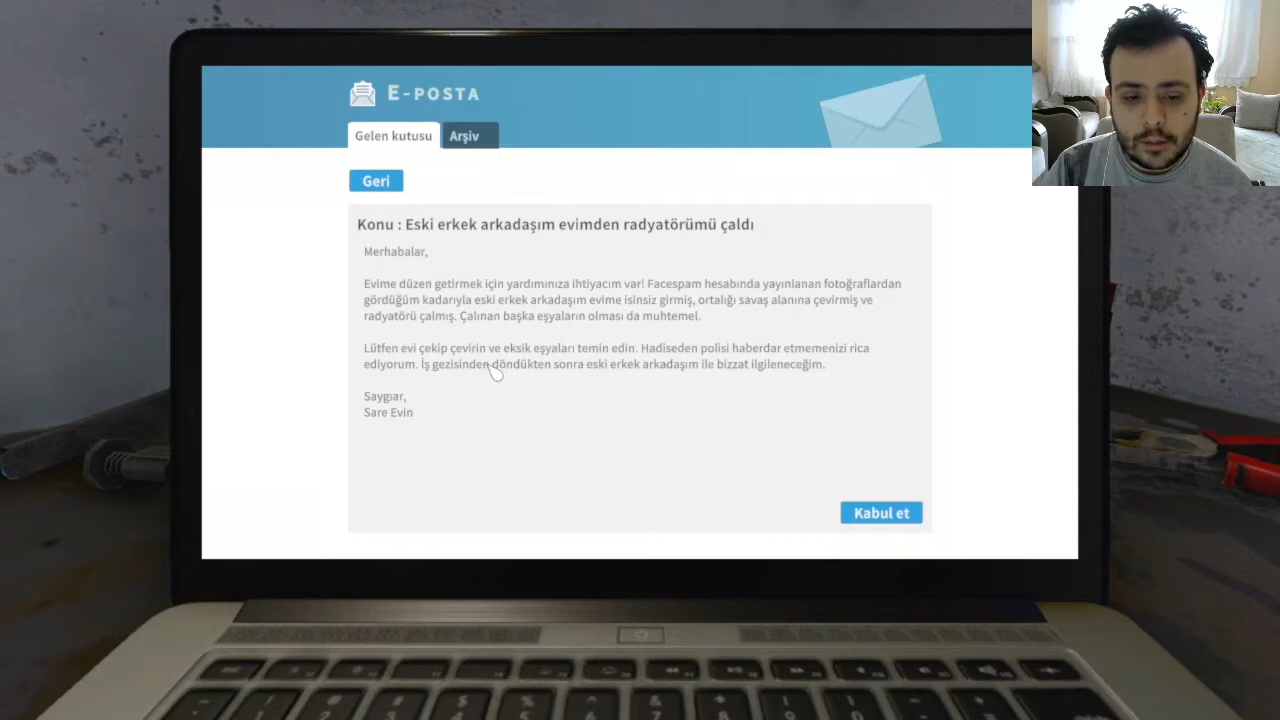 E-POSTA
Gelen kutusu
Arşiv
Geri
Konu : Eski erkek arkadaşım evimden radyatörümü çaldı
Merhabalar,
Evime düzen getirmek için yardımınıza ihtiyacım var! Facespam hesabında yayınlanan fotoğraflardan
gördüğüm kadarıyla eski erkek arkadaşım evime isinsiz girmiş, ortalığı savaş alanına çevirmiş ve
radyatörü çalmış. Çalınan başka eşyaların olması da muhtemel.
Lütfen evi çekip çevirin ve eksik eşyaları temin edin. Hadiseden polisi haberdar etmemenizi rica
ediyorum. İş gezisinden döndükten sonra eski erkek arkadaşım ile bizzat ilgileneceğim.
Saygıar,
Sare Evin
Kabul et